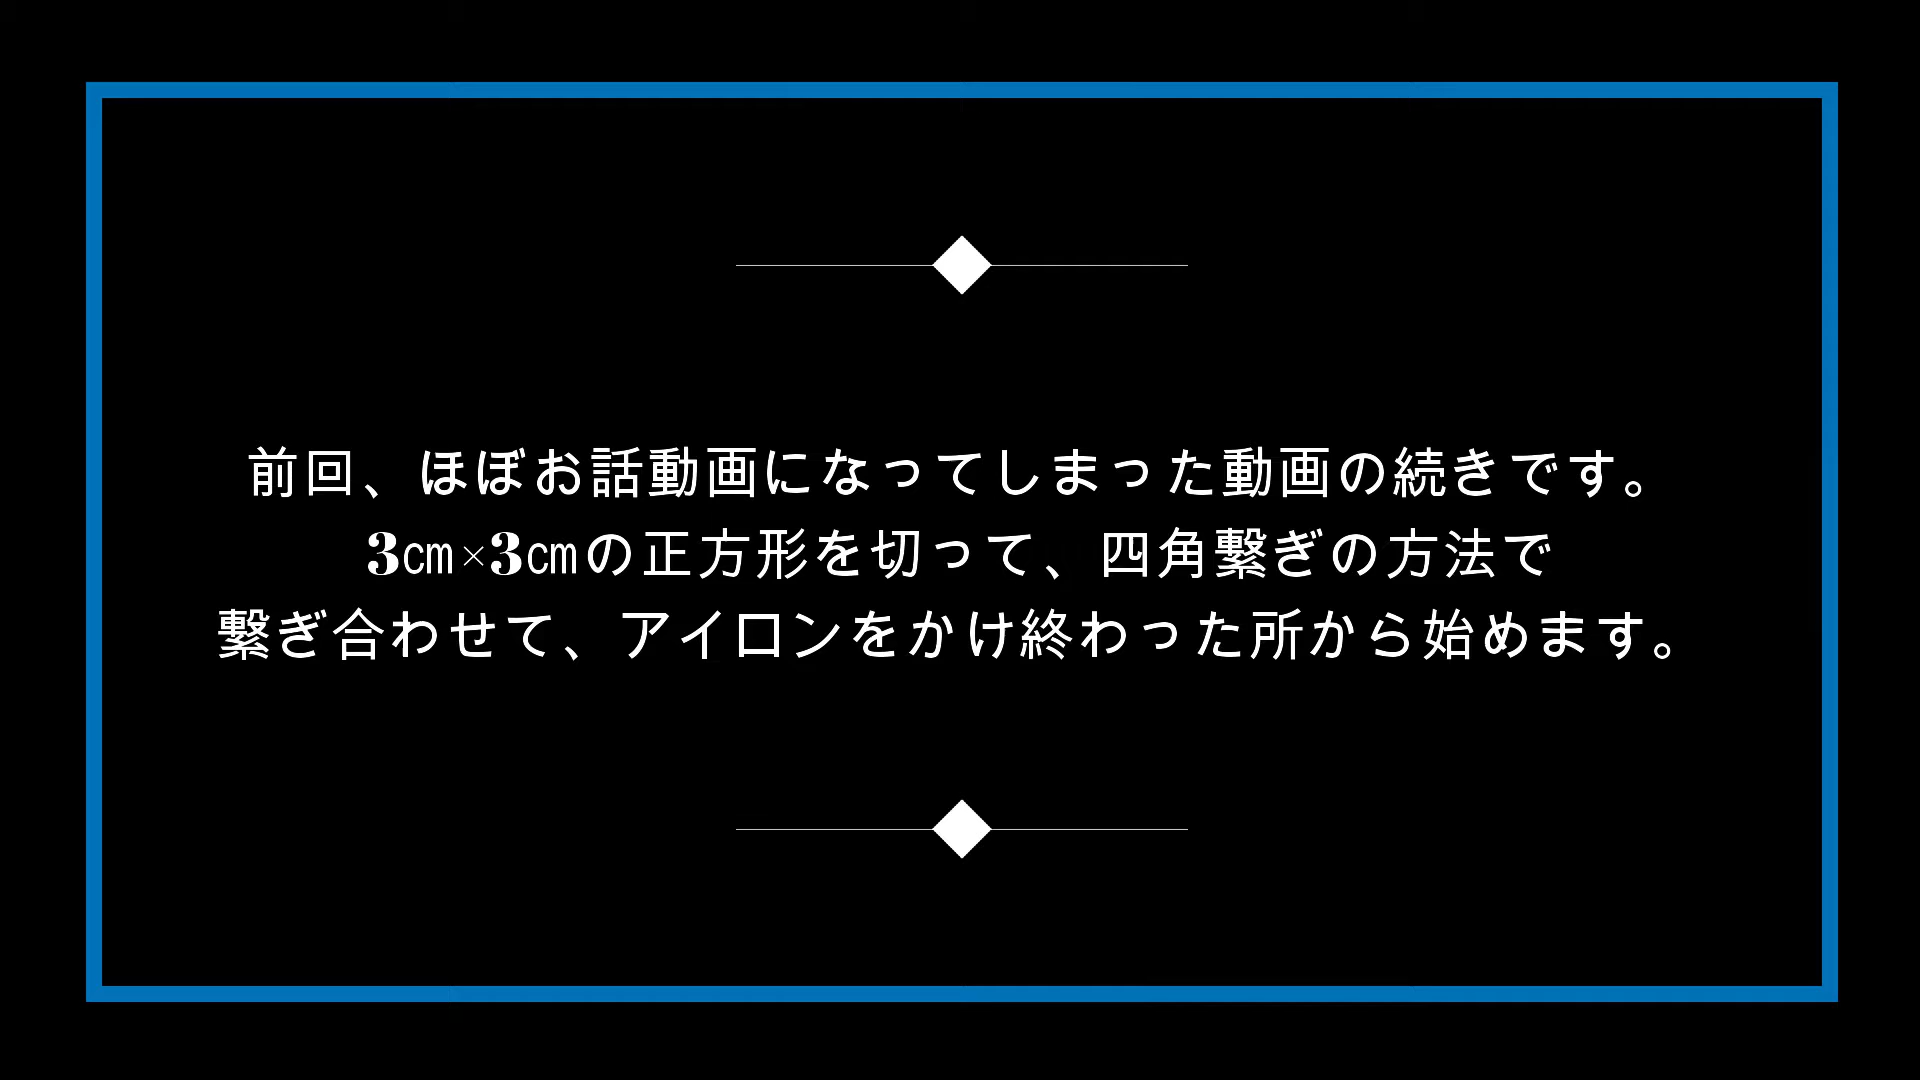 前回、ほぼお話動画になってしまった動画の続きです。
3㎝×3㎝の正方形を切って、四角繋ぎの方法で
繋ぎ合わせて、アイロンをかけ終わった所から始めます。